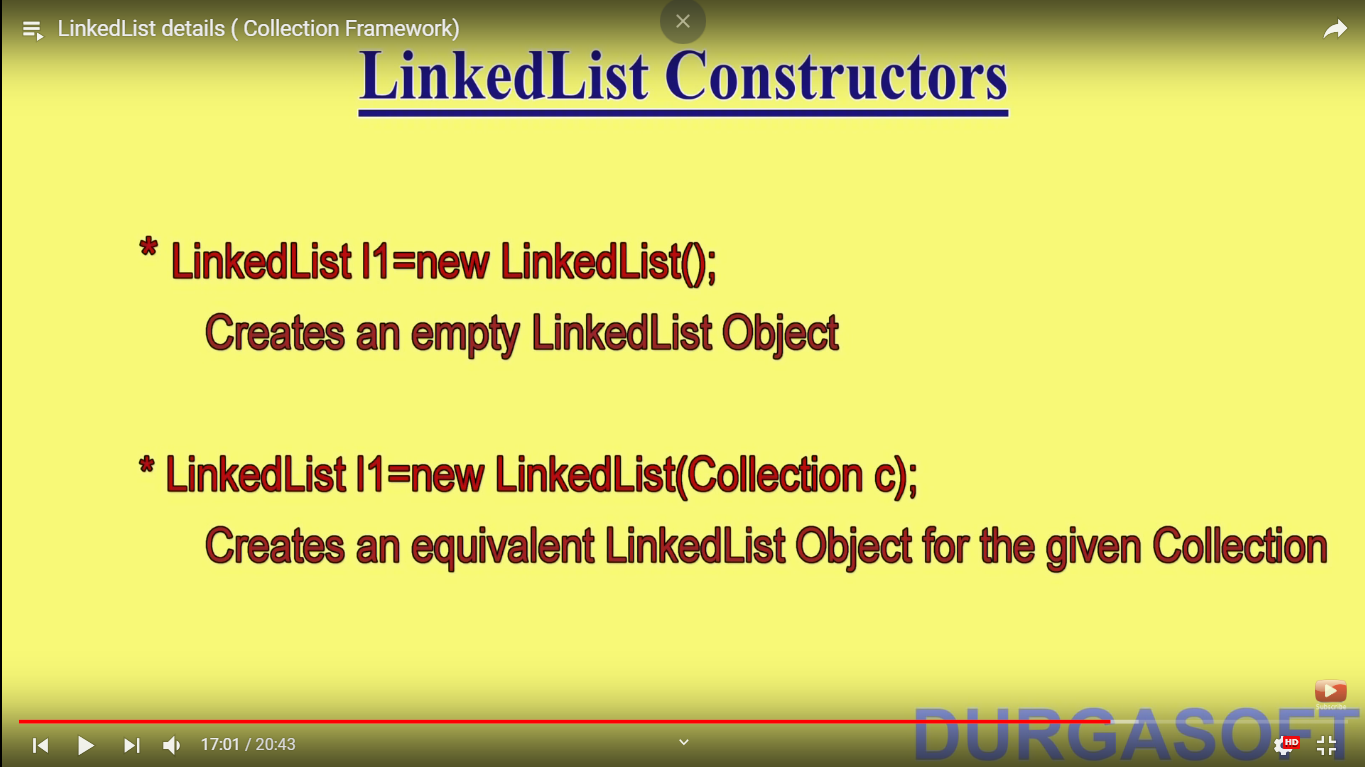 LinkedList details ( Collection Framework)
LinkedList Constructors
* LinkedList l1=new LinkedList();
Creates an empty LinkedList Object
* LinkedList l1=new LinkedList(Collection c);
Creates an equivalent LinkedList Object for the given Collection
Subscribe
DURGASOFT
17:01 / 20:43
HD